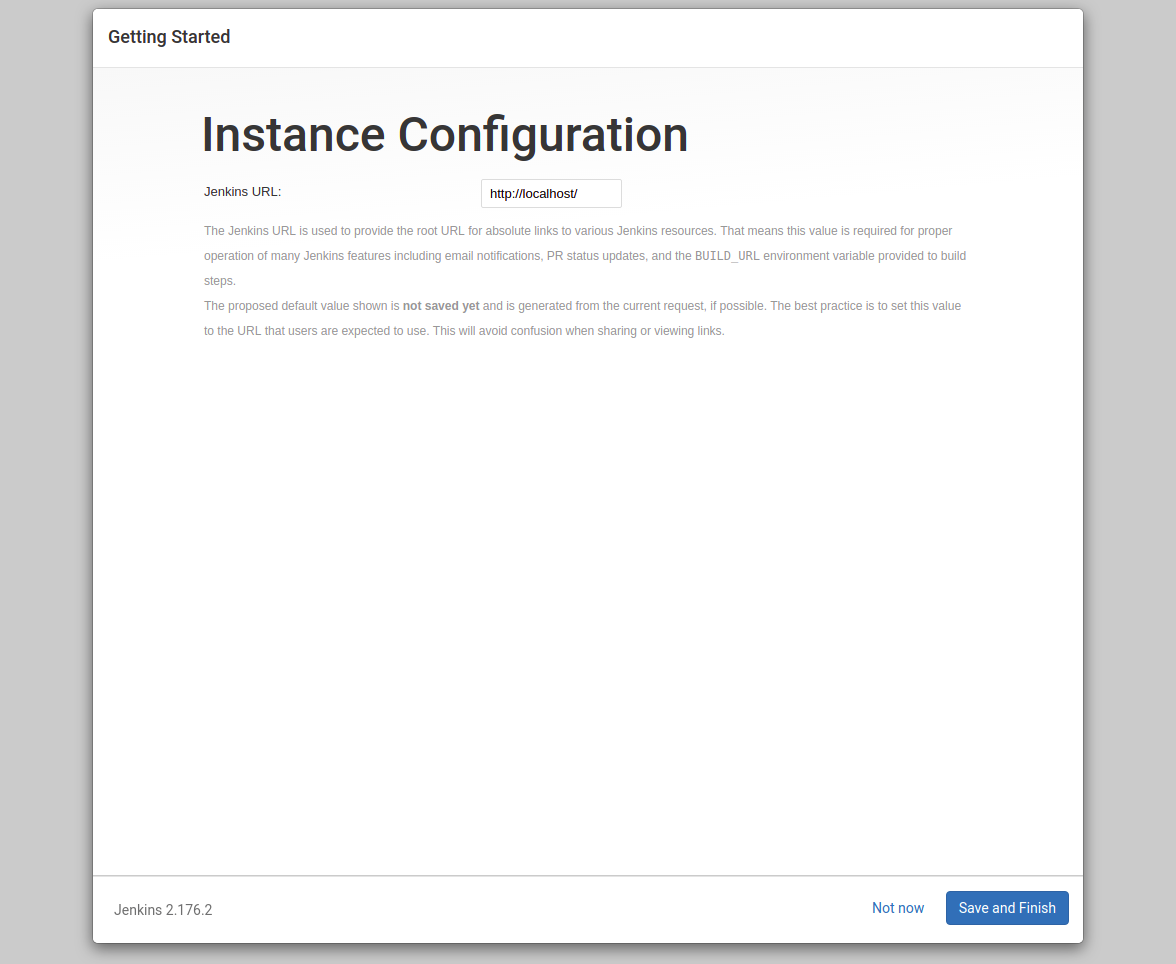 Getting Started
Instance Configuration
Jenkins URL: http://localhost/
The Jenkins URL is used to provide the root URL for absolute links to various Jenkins resources. That means this value is required for proper
operation of many Jenkins features including email notifications, PR status updates, and the BUILD_URL environment variable provided to build
steps.
The proposed default value shown is not saved yet and is generated from the current request, if possible. The best practice is to set this value
to the URL that users are expected to use. This will avoid confusion when sharing or viewing links.
Jenkins 2.176.2 Not now Save and Finish